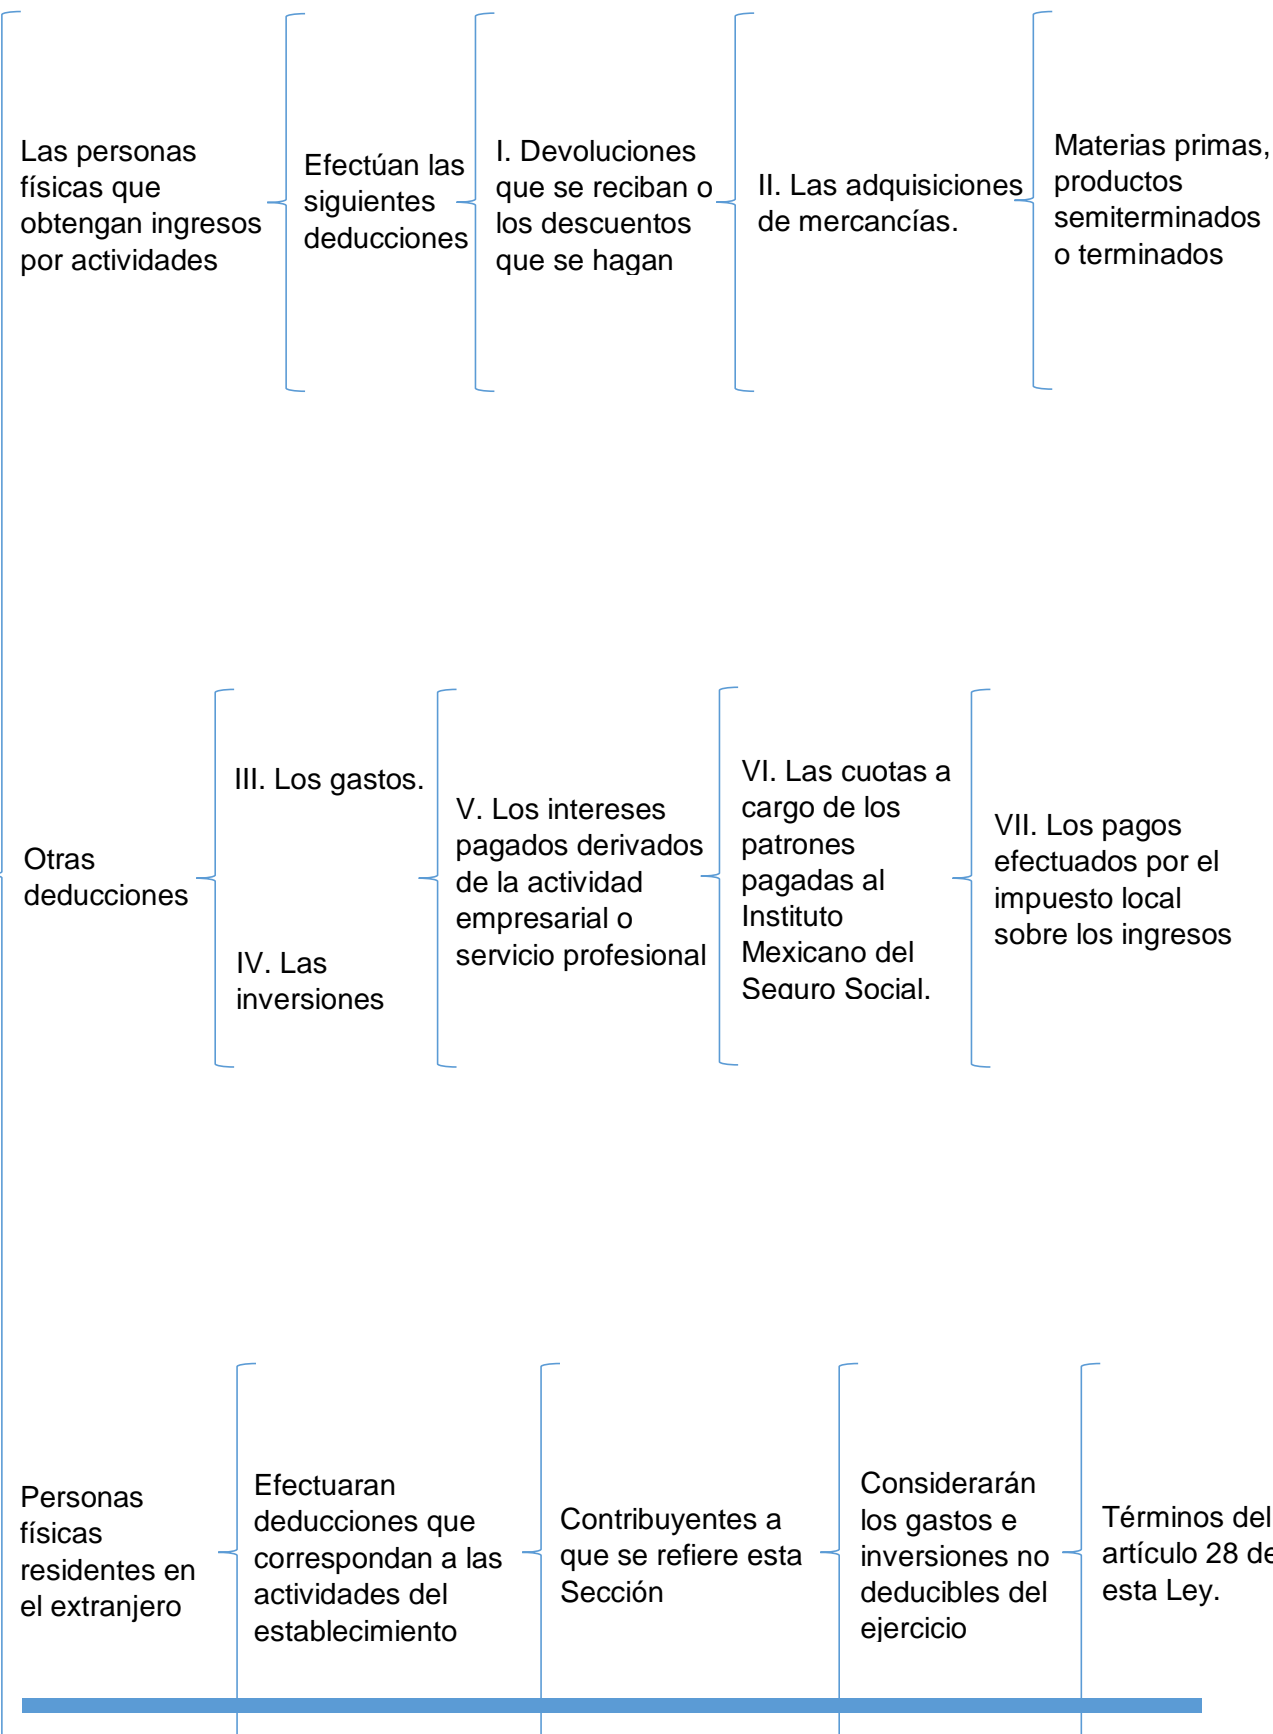 Las personas
físicas que
obtengan ingresos
por actividades
Efectúan las
siguientes
deducciones
I. Devoluciones
que se reciban o
los descuentos
que se hagan
II. Las adquisiciones
de mercancías.
Materias primas,
productos
semiterminados
o terminados
Otras
deducciones
III. Los gastos.
IV. Las
inversiones
V. Los intereses
pagados derivados
de la actividad
empresarial o
servicio profesional
VI. Las cuotas a
cargo de los
patrones
pagadas al
Instituto
Mexicano del
Seguro Social.
VII. Los pagos
efectuados por el
impuesto local
sobre los ingresos
Personas
físicas
residentes en
el extranjero
Efectuaran
deducciones que
correspondan a las
actividades del
establecimiento
Contribuyentes a
que se refiere esta
Sección
Considerarán
los gastos e
inversiones no
deducibles del
ejercicio
Términos del
artículo 28 de
esta Ley.